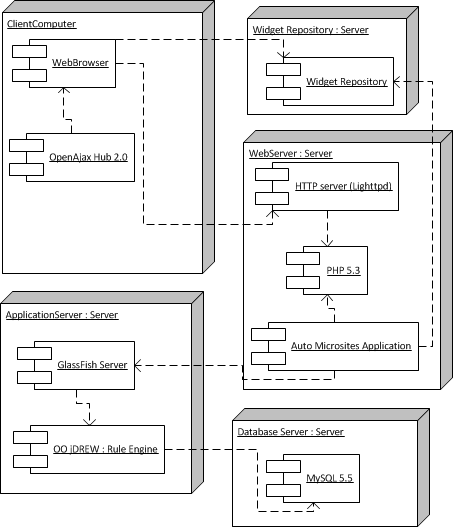 ClientComputer
WebBrowser
OpenAjax Hub 2.0
Widget Repository : Server
Widget Repository
WebServer : Server
HTTP server (Lighttpd)
PHP 5.3
Auto Microsites Application
ApplicationServer : Server
GlassFish Server
OO jDREW : Rule Engine
Database Server : Server
MySQL 5.5